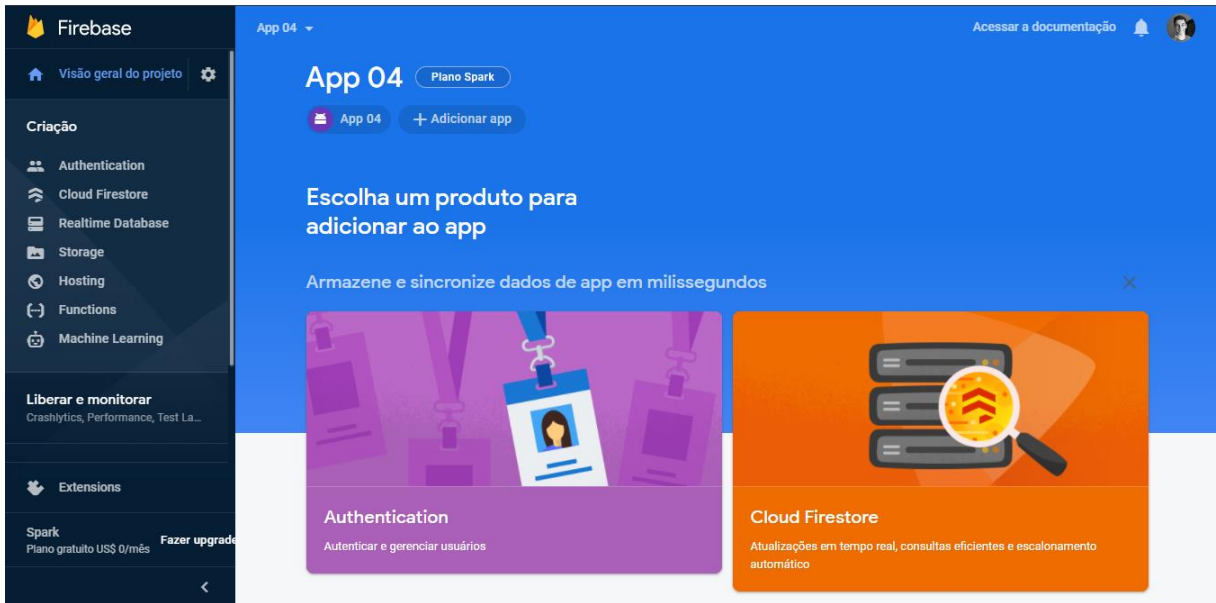 Firebase
App 04
Acessar a documentação
Visão geral do projeto
App 04
Plano Spark
App 04
Adicionar app
Criação
Authentication
Cloud Firestore
Realtime Database
Storage
Hosting
Functions
Machine Learning
Liberar e monitorar
Crashlytics, Performance, Test La...
Extensions
Spark
Plano gratuito US$ 0/mês
Fazer upgrade
Escolha um produto para
adicionar ao app
Armazene e sincronize dados de app em milissegundos
Authentication
Autenticar e gerenciar usuários
Cloud Firestore
Atualizações em tempo real, consultas eficientes e escalonamento
automático